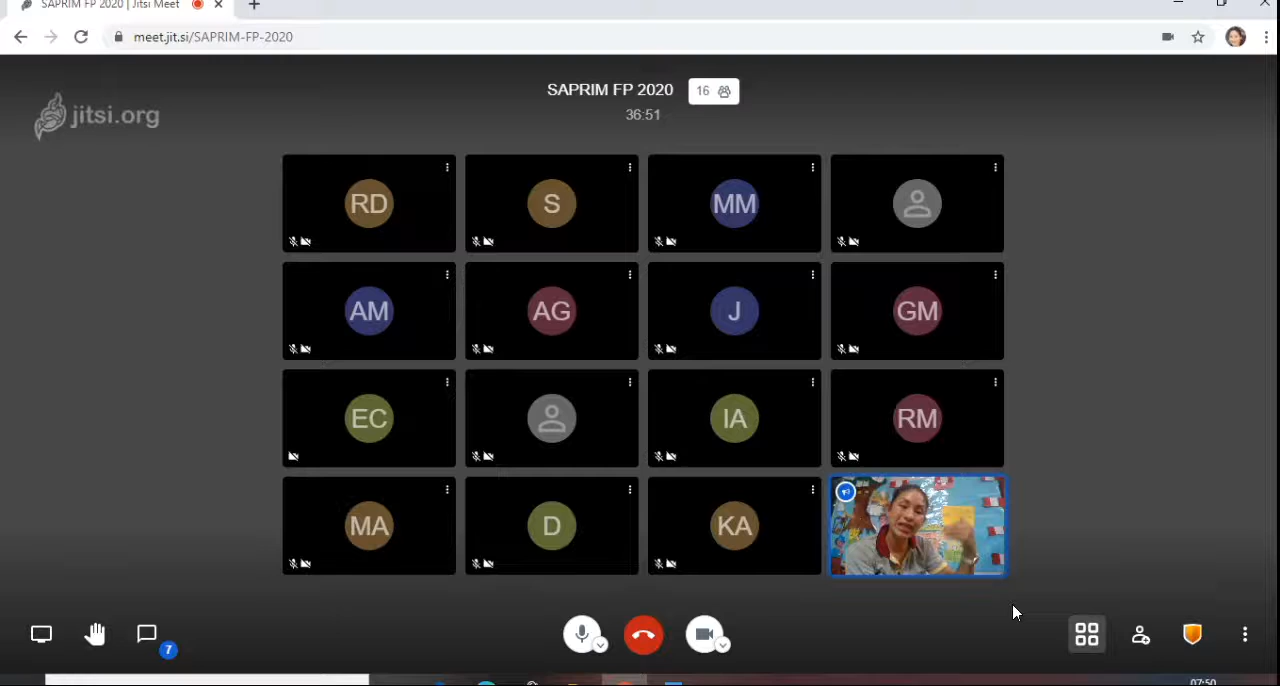 SAPRIM FP 2020 | Jitsi Meet
meet.jit.si/SAPRIM-FP-2020
jitsi.org
SAPRIM FP 2020 16
36:51
RD S MM
AM AG J GM
EC IA RM
MA D KA
7
07:50